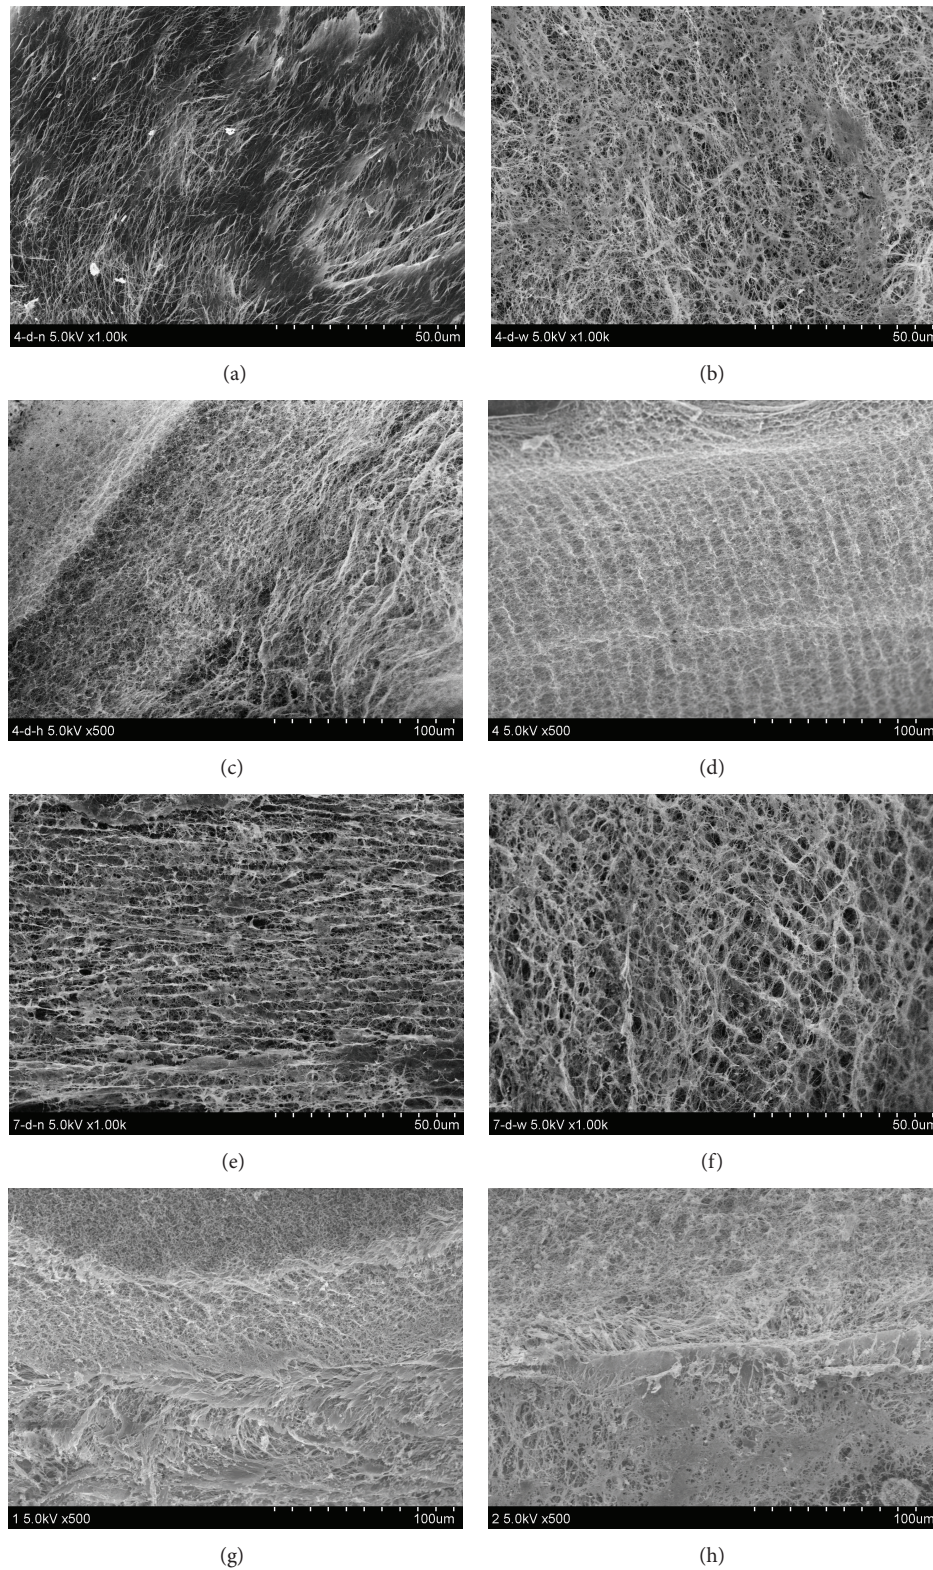 4-d-n 5.0kV x1.00k 50.0um
4-d-w 5.0kV x1.00k 50.0um
(a)
(b)
4-d-h 5.0kV x500 100um
4 5.0kV x500 100um
(c)
(d)
7-d-n 5.0kV x1.00k 50.0um
7-d-w 5.0kV x1.00k 50.0um
(e)
(f)
1 5.0kV x500 100um
2 5.0kV x500 100um
(g)
(h)